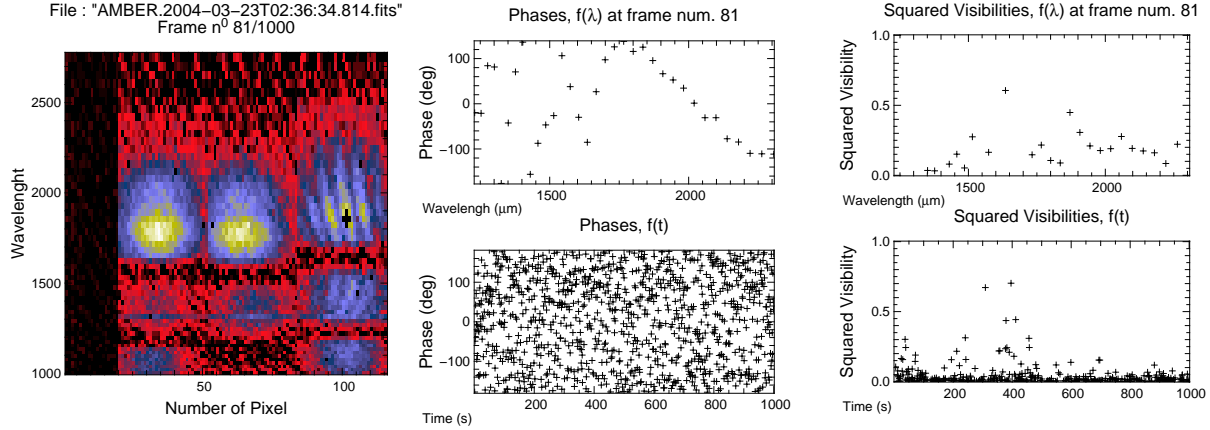 File : "AMBER.2004-03-23T02:36:34.814.fits"
Frame n⁰ 81/1000
2500
2000
1500
1000
50
100
Wavelenght
Number of Pixel
Phases, f(λ) at frame num. 81
100
0
-100
Phase (deg)
1500
2000
Wavelength (μm)
Phases, f(t)
100
0
-100
Phase (deg)
200
400
600
800
1000
Time (s)
Squared Visibilities, f(λ) at frame num. 81
1.0
0.5
0.0
Squared Visibility
1500
2000
Wavelength (μm)
Squared Visibilities, f(t)
1.0
0.5
0.0
Squared Visibility
200
400
600
800
1000
Time (s)